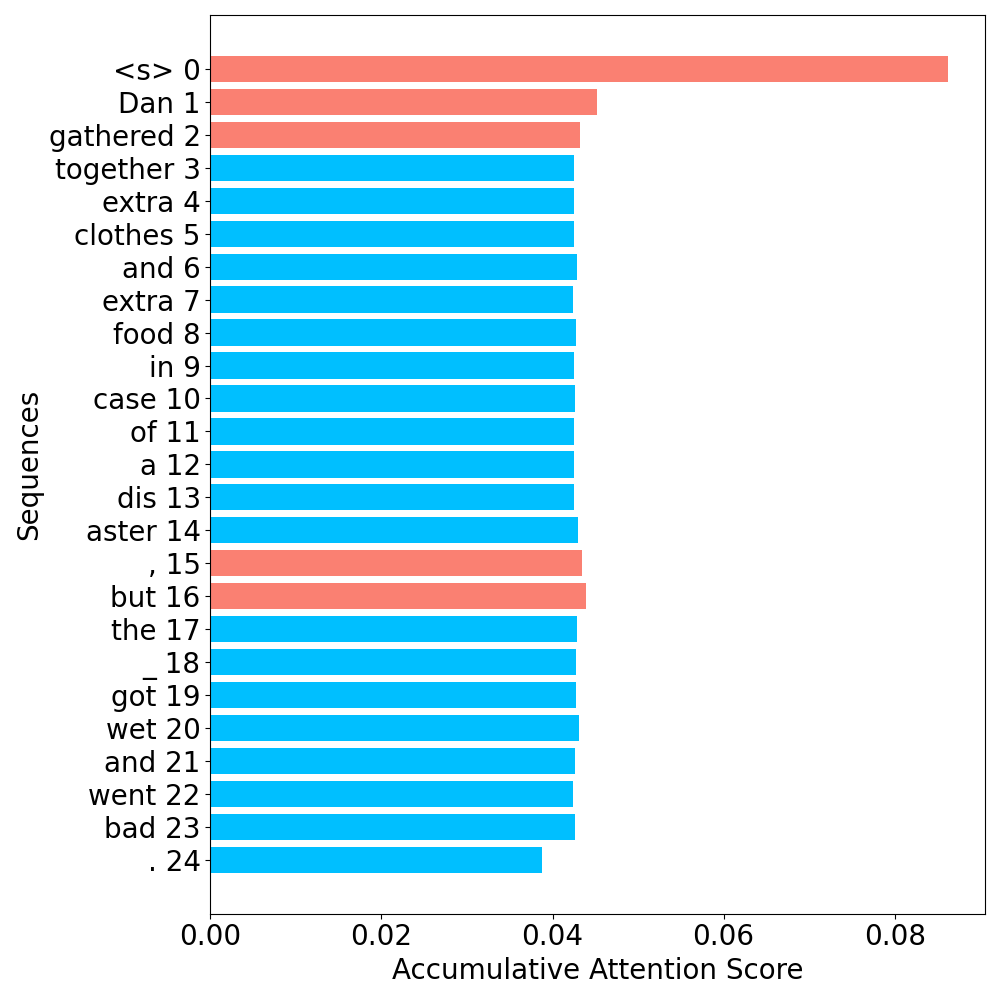 <s> 0
Dan 1
gathered 2
together 3
extra 4
clothes 5
and 6
extra 7
food 8
in 9
case 10
of 11
a 12
dis 13
aster 14
, 15
but 16
the 17
_ 18
got 19
wet 20
and 21
went 22
bad 23
. 24
Sequences
0.00 0.02 0.04 0.06 0.08
Accumulative Attention Score